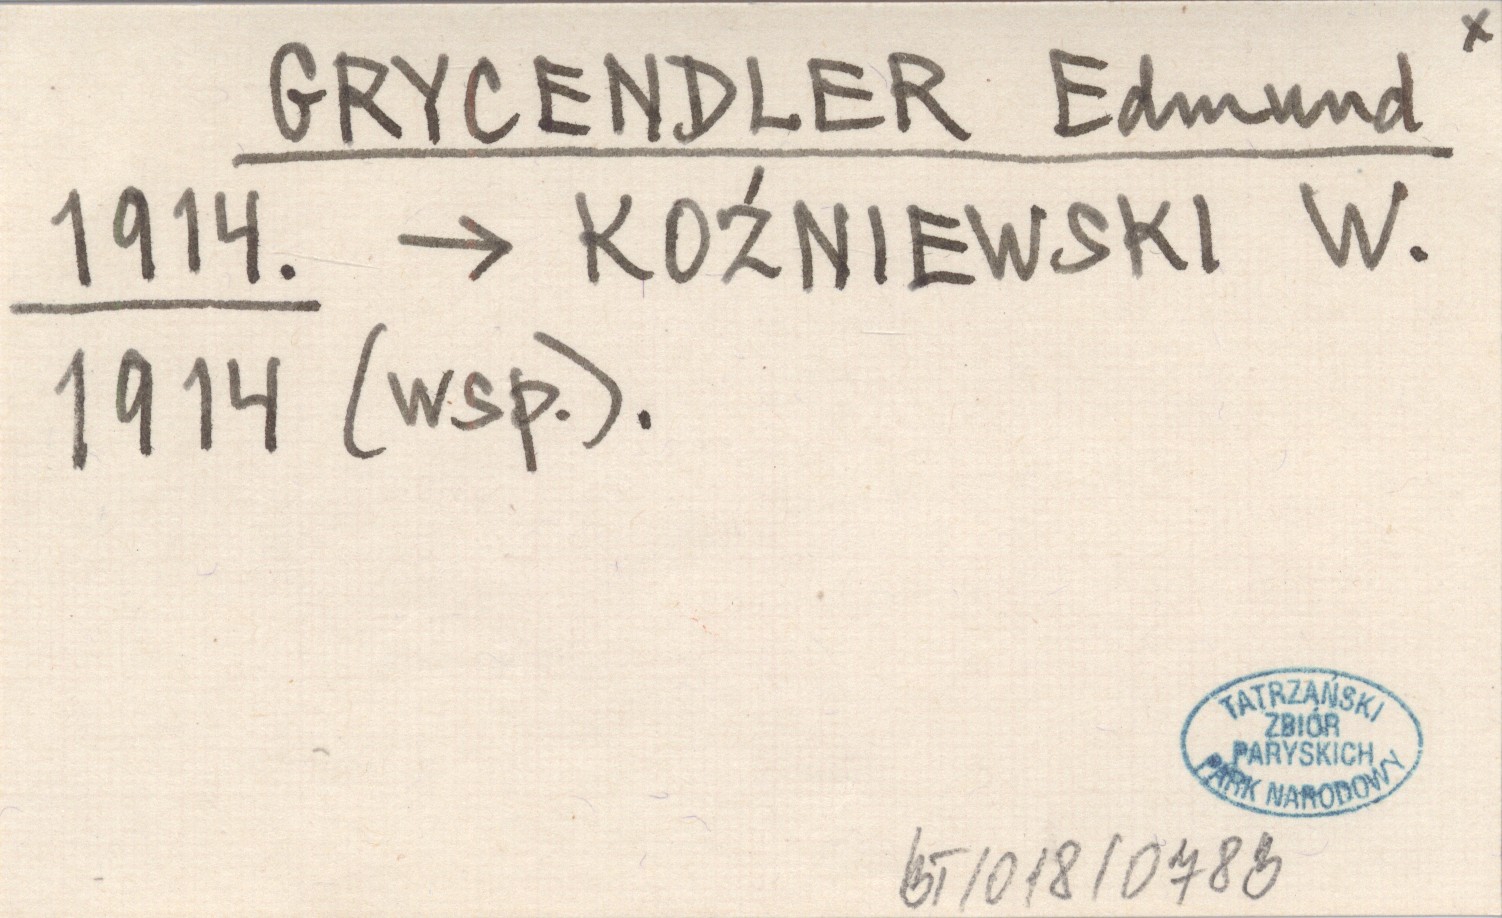 x
GRYCENDLER Edmund
1914. → KOŹNIEWSKI W.
1914 (wsp.).
TATRZAŃSKI
ZBIÓR
PARYSKICH
PARK NARODOWY
BT/018/0783